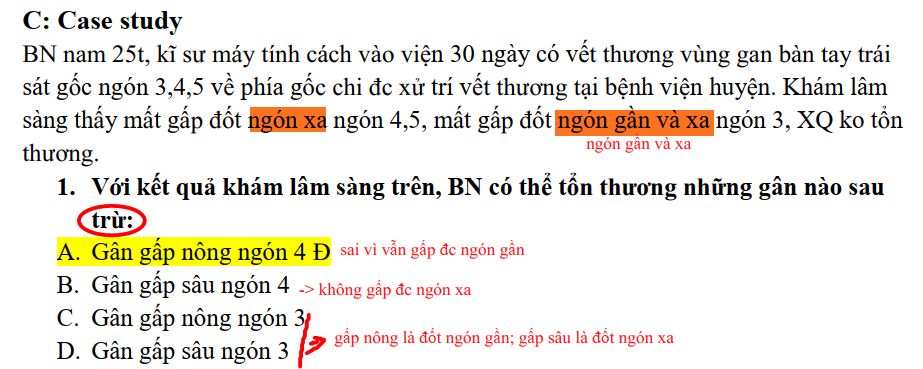 C: Case study
BN nam 25t, kĩ sư máy tính cách vào viện 30 ngày có vết thương vùng gan bàn tay trái
sát gốc ngón 3,4,5 về phía gốc chi đc xử trí vết thương tại bệnh viện huyện. Khám lâm
sàng thấy mất gấp đốt ngón xa ngón 4,5, mất gấp đốt ngón gần và xa ngón 3, XQ ko tổn
ngón gần và xa
thương.
1. Với kết quả khám lâm sàng trên, BN có thể tổn thương những gân nào sau
trừ:
A. Gân gấp nông ngón 4 Đ sai vì vẫn gấp đc ngón gần
B. Gân gấp sâu ngón 4 -> không gấp đc ngón xa
C. Gân gấp nông ngón 3
gấp nông là đốt ngón gần; gấp sâu là đốt ngón xa
D. Gân gấp sâu ngón 3